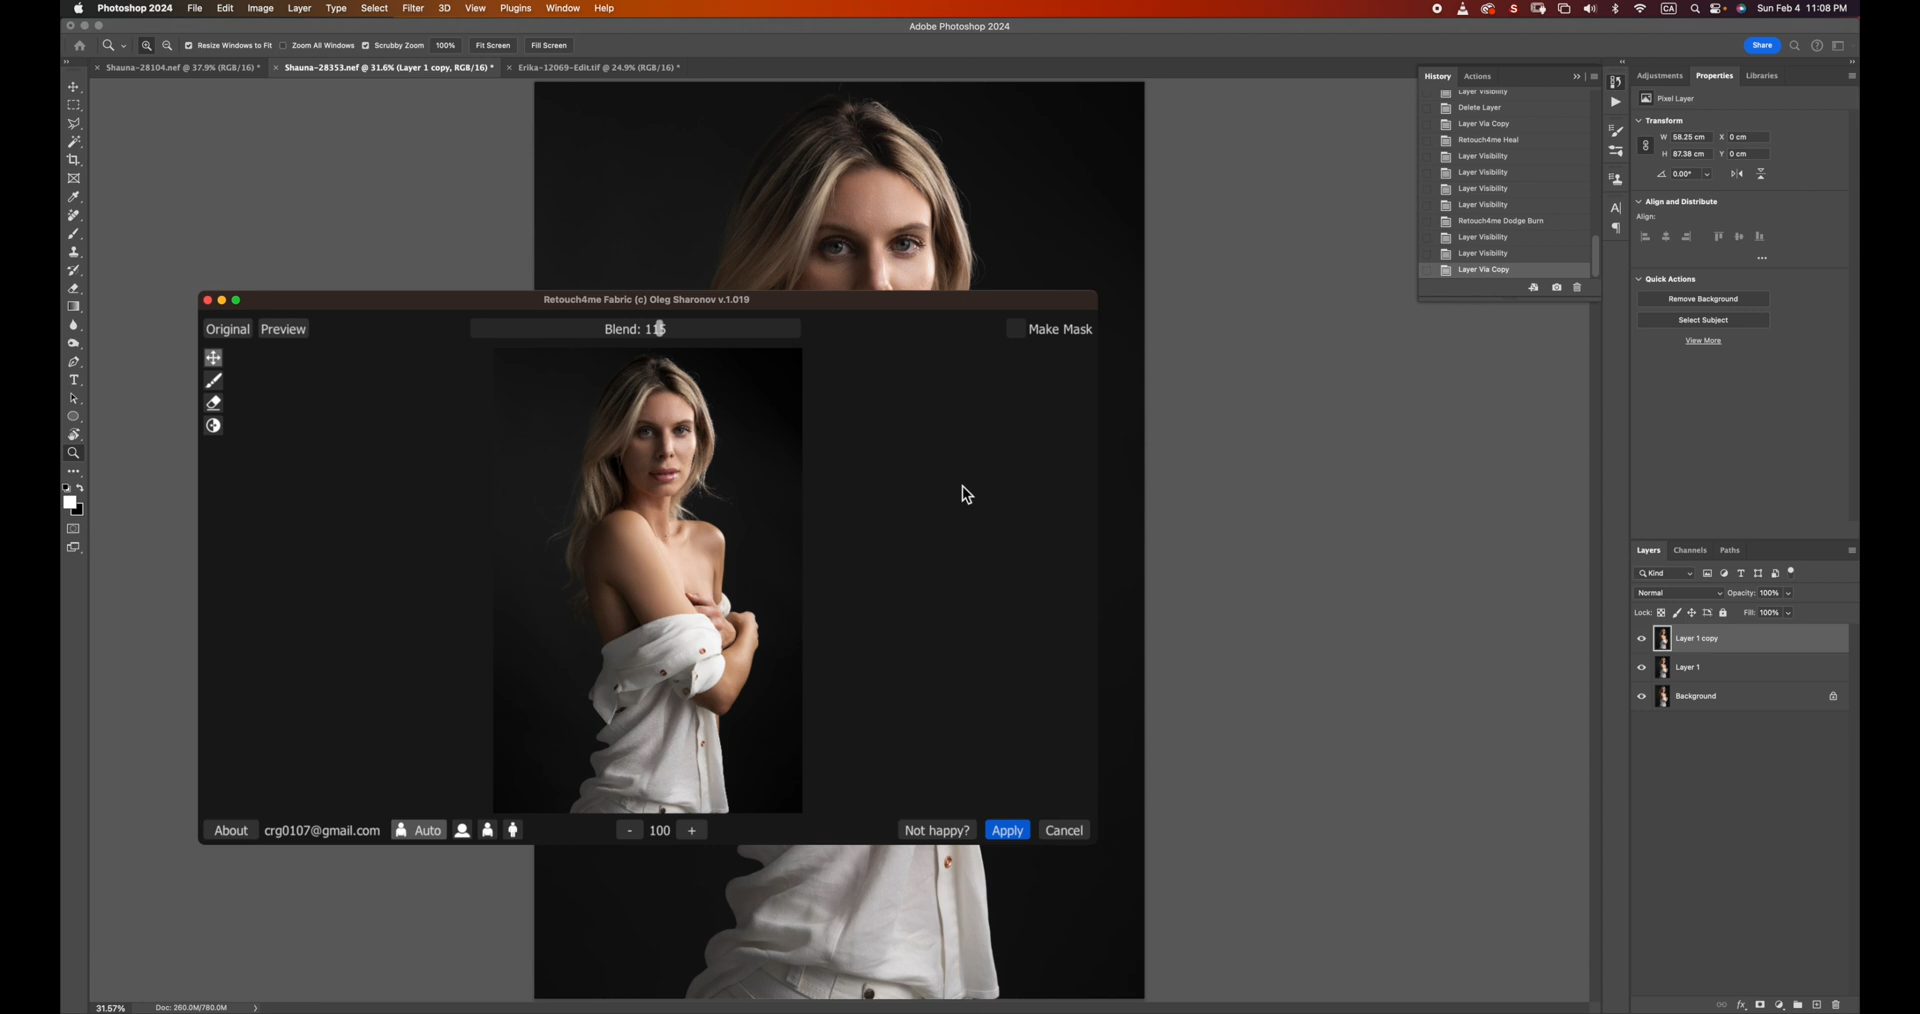 Photoshop 2024 File Edit Image Layer Type Select Filter 3D View Plugins Window Help CA Sun Feb 4 11:08 PM
Adobe Photoshop 2024
Resize Windows to Fit Zoom All Windows Scrubby Zoom 100% Fit Screen Fill Screen Share
Shauna-28104.nef @ 37.9% (RGB/16) * Shauna-28353.nef @ 31.6% (Layer 1 copy, RGB/16) * Erika-12069-Edit.tif @ 24.9% (RGB/16) *
History Actions
Layer Visibility
Delete Layer
Layer Via Copy
Retouch4me Heal
Layer Visibility
Layer Visibility
Layer Visibility
Layer Visibility
Retouch4me Dodge Burn
Layer Visibility
Layer Visibility
Layer Via Copy
Adjustments Properties Libraries
Pixel Layer
Transform
W 58.25 cm X 0 cm
H 87.38 cm Y 0 cm
0.00°
Align and Distribute
Align:
Quick Actions
Remove Background
Select Subject
View More
Retouch4me Fabric (c) Oleg Sharonov v.1.019
Original Preview Blend: 115 Make Mask
About crg0107@gmail.com Auto - 100 + Not happy? Apply Cancel
Layers Channels Paths
Kind
Normal Opacity: 100%
Lock: Fill: 100%
Layer 1 copy
Layer 1
Background
31.57% Doc: 260.0M/780.0M